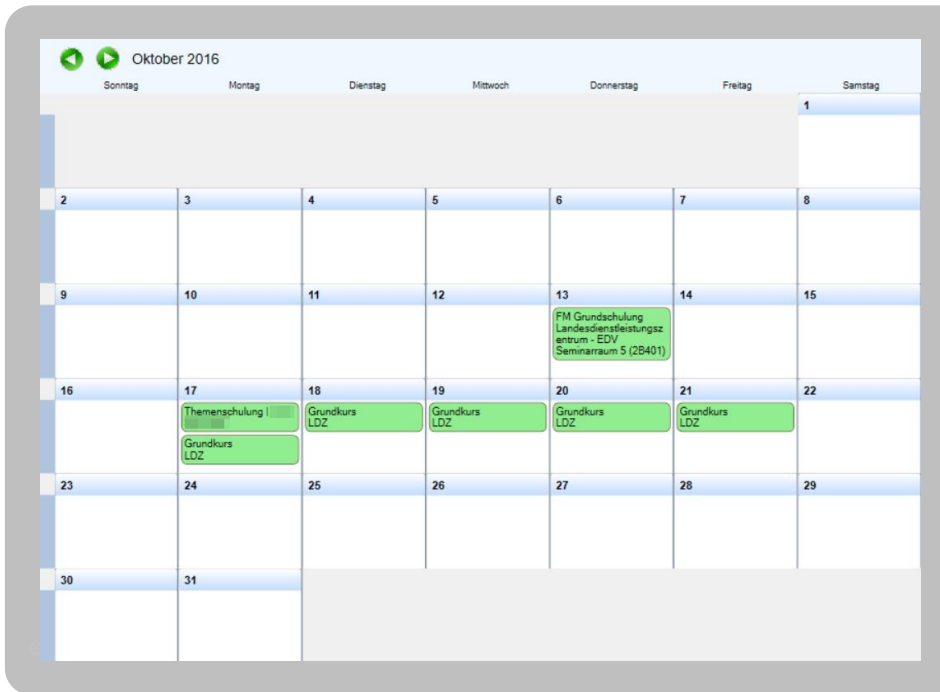 Oktober 2016
Sonntag Montag Dienstag Mittwoch Donnerstag Freitag Samstag
1
2 3 4 5 6 7 8
9 10 11 12 13 14 15
FM Grundschulung
Landesdienstleistungsz
entrum - EDV
Seminarraum 5 (2B401)
16 17 18 19 20 21 22
Themenschulung
Grundkurs
LDZ
Grundkurs
LDZ
Grundkurs
LDZ
Grundkurs
LDZ
Grundkurs
LDZ
23 24 25 26 27 28 29
30 31